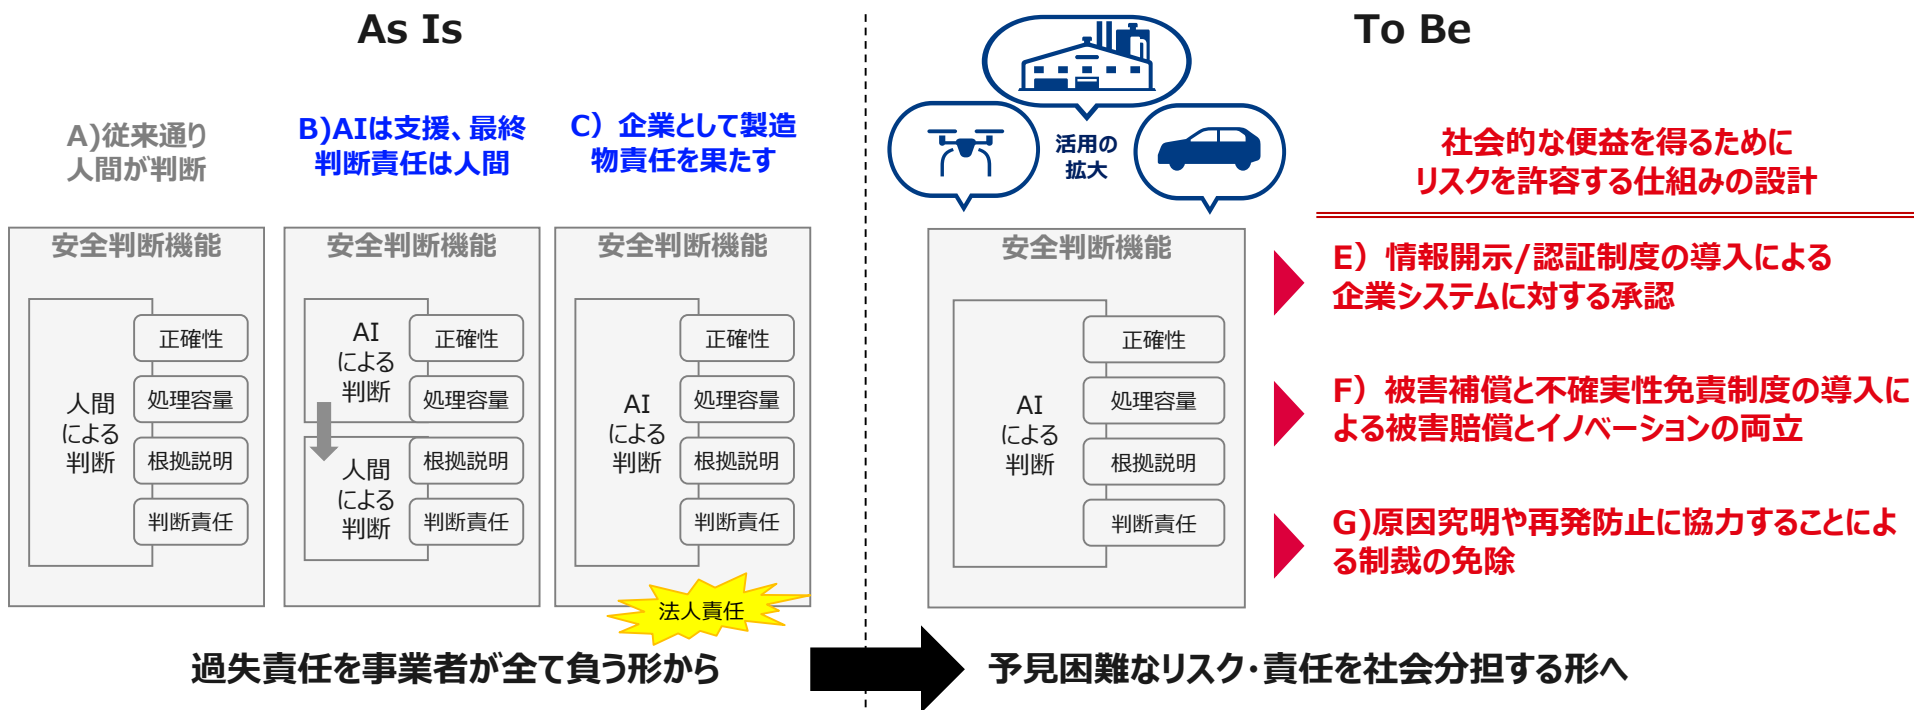 As Is
A)従来通り
人間が判断
B)AIは支援、最終
判断責任は人間
C）企業として製造
物責任を果たす
安全判断機能
人間
による
判断
正確性
処理容量
根拠説明
判断責任
安全判断機能
AI
による
判断
人間
による
判断
正確性
処理容量
根拠説明
判断責任
安全判断機能
AI
による
判断
正確性
処理容量
根拠説明
判断責任
法人責任
過失責任を事業者が全て負う形から
To Be
活用の
拡大
安全判断機能
AI
による
判断
正確性
処理容量
根拠説明
判断責任
社会的な便益を得るために
リスクを許容する仕組みの設計
E）情報開示/認証制度の導入による
企業システムに対する承認
F）被害補償と不確実性免責制度の導入に
よる被害賠償とイノベーションの両立
G)原因究明や再発防止に協力することによ
る制裁の免除
予見困難なリスク・責任を社会分担する形へ